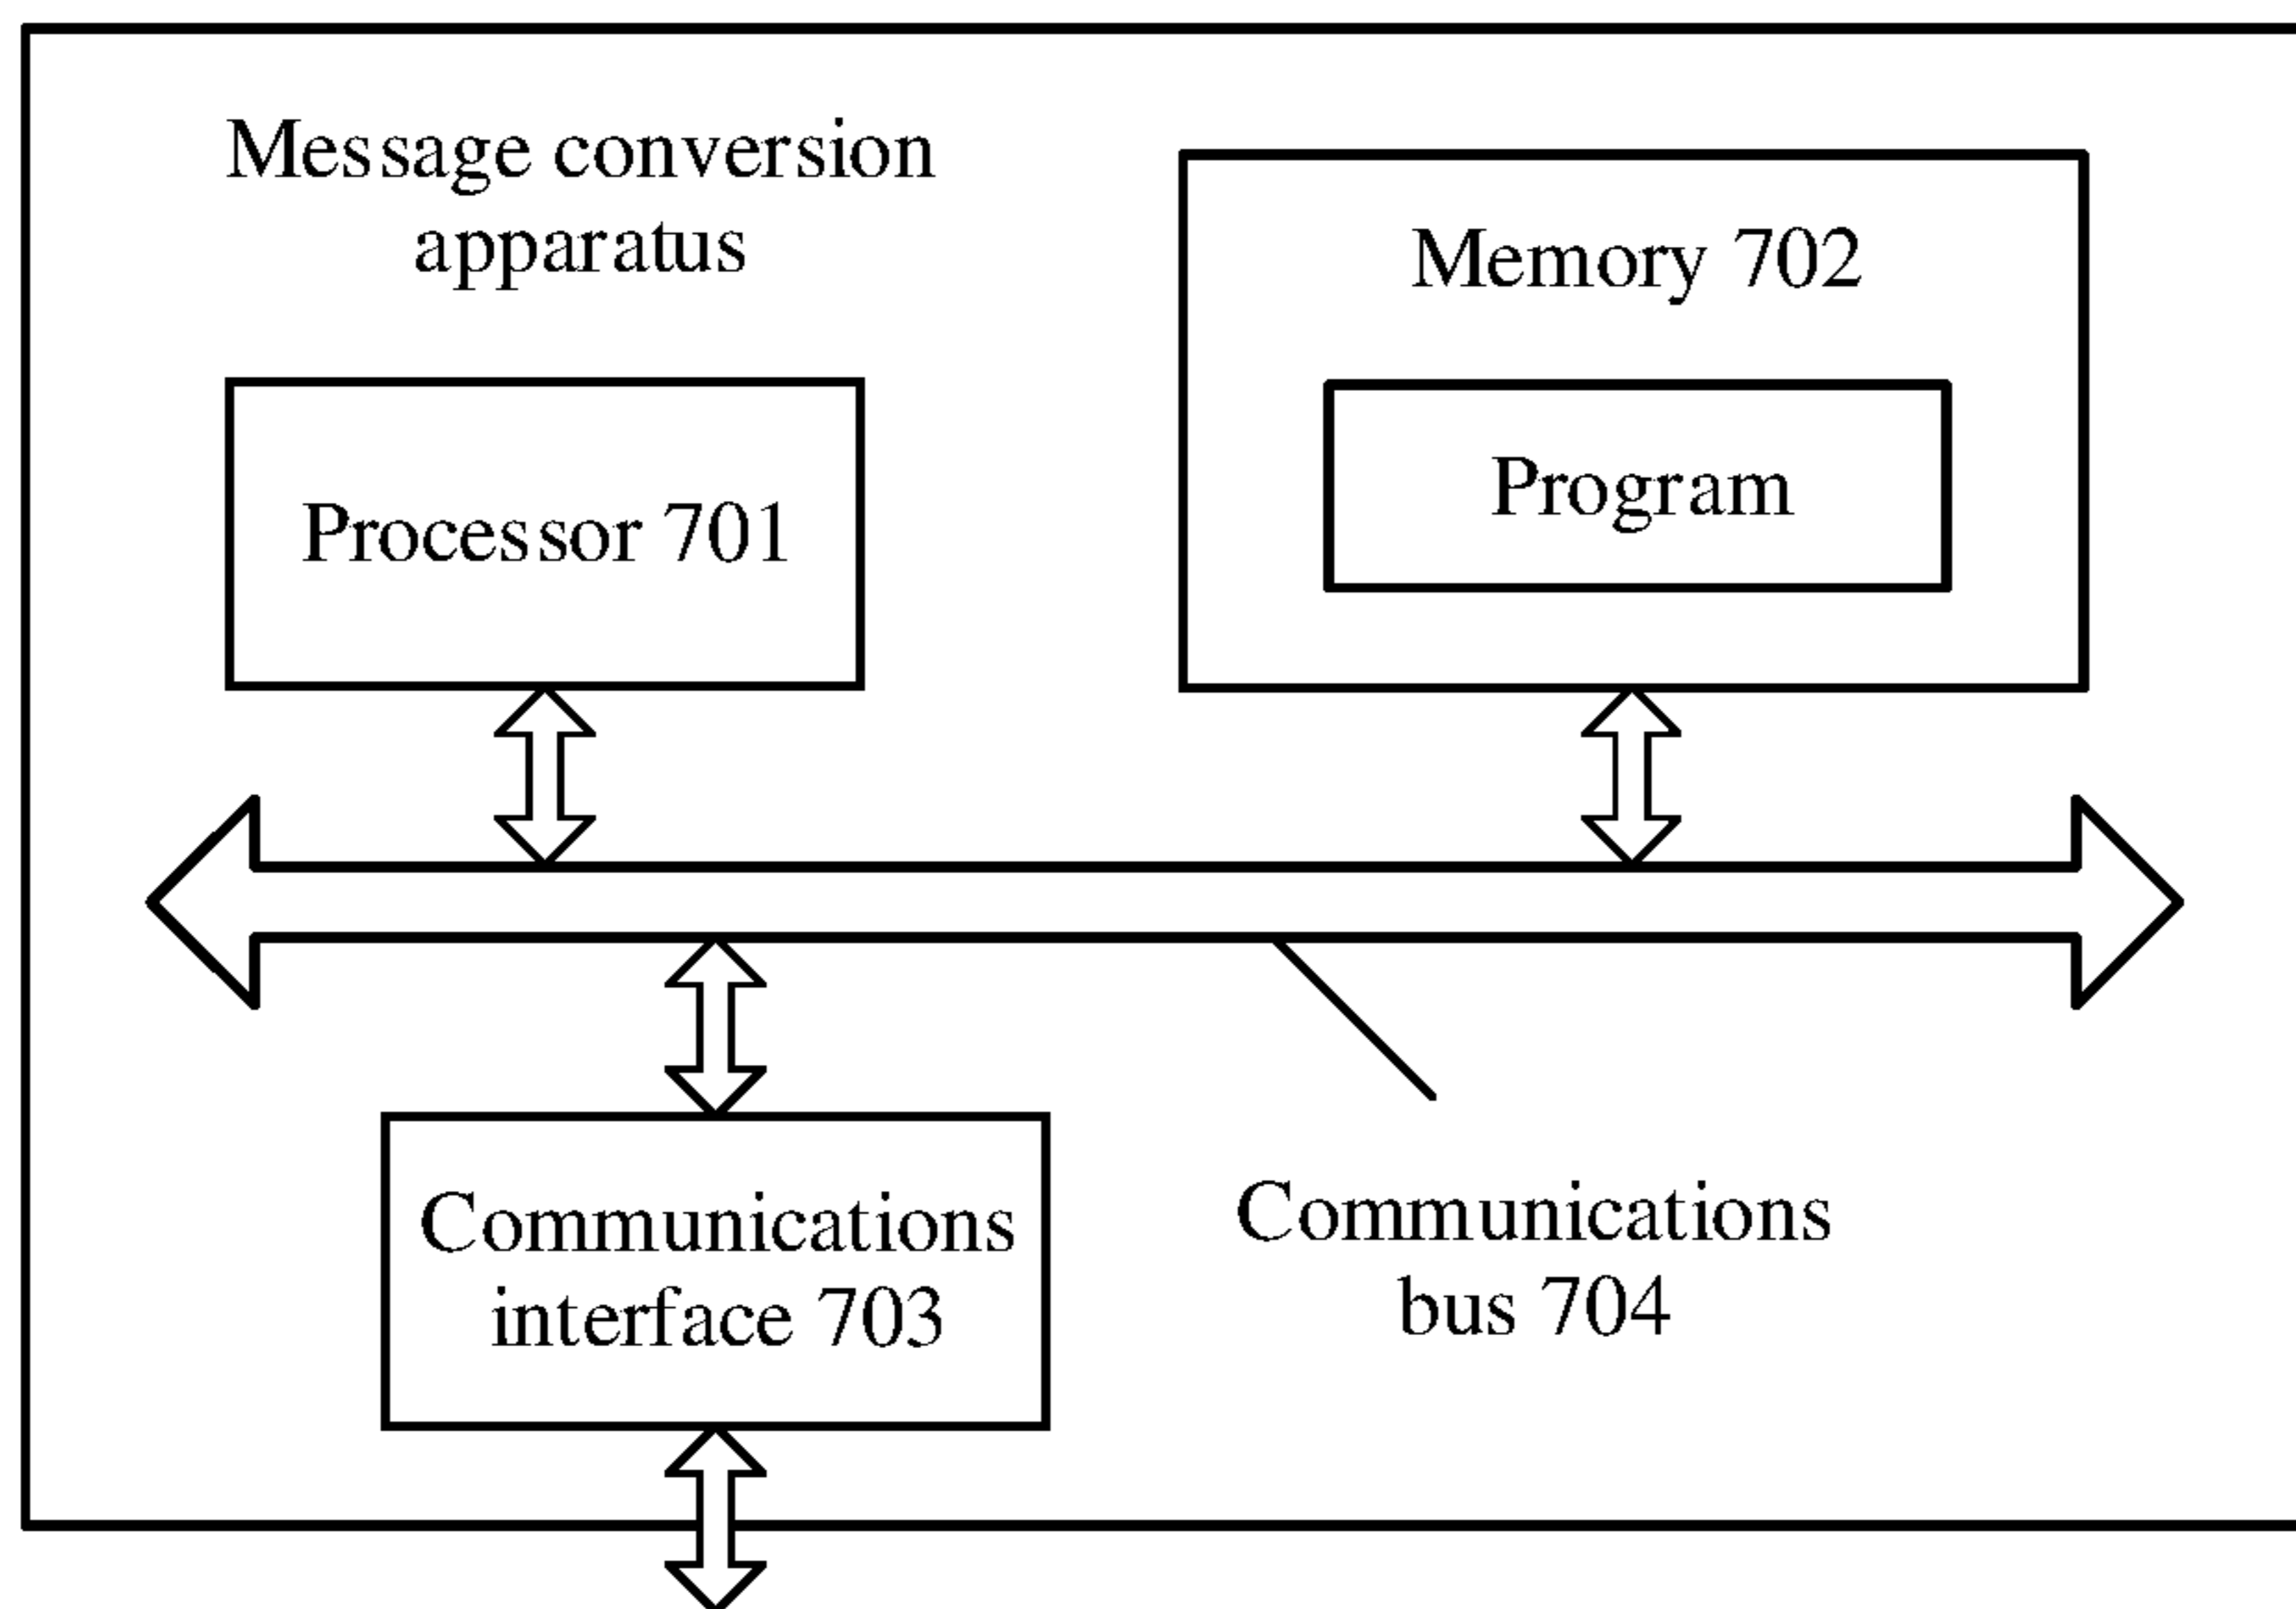 Message conversion
apparatus
Memory 702
Program
Processor 701
Communications
interface 703
Communications
bus 704